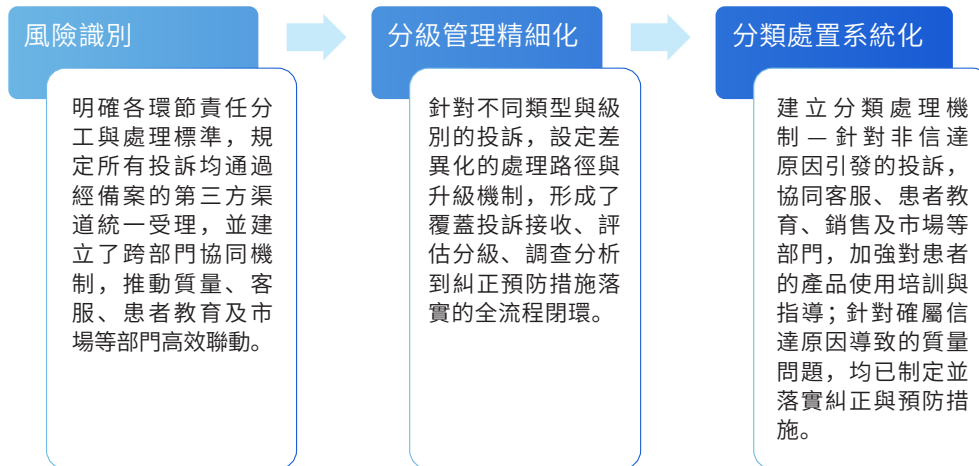 風險識別
明確各環節責任分
工與處理標準，規
定所有投訴均通過
經備案的第三方渠
道統一受理，並建
立了跨部門協同機
制，推動質量、客
服、患者教育及市
場等部門高效聯動。
分級管理精細化
針對不同類型與級
別的投訴，設定差
異化的處理路徑與
升級機制，形成了
覆蓋投訴接收、評
估分級、調查分析
到糾正預防措施落
實的全流程閉環。
分類處置系統化
建立分類處理機
制 — 針對非信達
原因引發的投訴，
協同客服、患者教
育、銷售及市場等
部門，加強對患者
的產品使用培訓與
指導；針對確屬信
達原因導致的質量
問題，均已制定並
落實糾正與預防措
施。